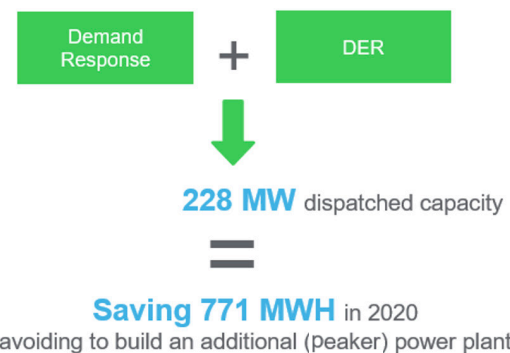 Demand
Response
+
DER
228 MW dispatched capacity
=
Saving 771 MWH in 2020
avoiding to build an additional (peaker) power plant